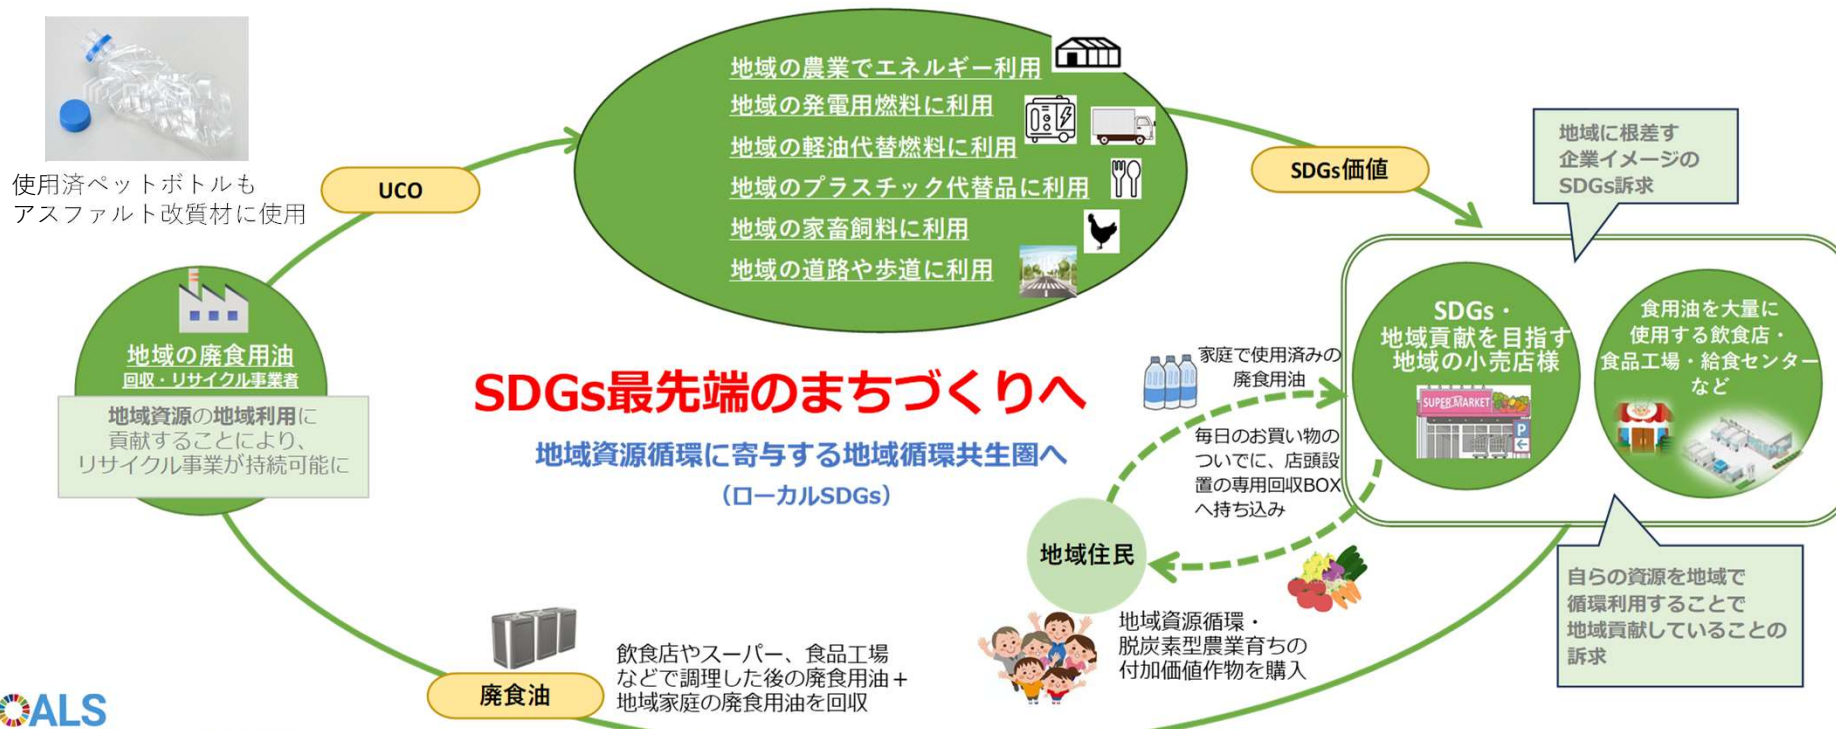 使用済ペットボトルも
アスファルト改質材に使用
UCO
地域の農業でエネルギー利用
地域の発電用燃料に利用
地域の軽油代替燃料に利用
地域のプラスチック代替品に利用
地域の家畜飼料に利用
地域の道路や歩道に利用
SDGs価値
地域に根差す
企業イメージの
SDGs訴求
地域の廃食用油
回収・リサイクル事業者
地域資源の地域利用に
貢献することにより、
リサイクル事業が持続可能に
SDGs最先端のまちづくりへ
地域資源循環に寄与する地域循環共生圏へ
（ローカルSDGs）
家庭で使用済みの
廃食用油
毎日のお買い物の
ついでに、店頭設
置の専用回収BOX
へ持ち込み
SDGs・
地域貢献を目指す
地域の小売店様
SUPER MARKET
P
食用油を大量に
使用する飲食店・
食品工場・給食センター
など
地域住民
地域資源循環・
脱炭素型農業育ちの
付加価値作物を購入
自らの資源を地域で
循環利用することで
地域貢献していることの
訴求
廃食油
飲食店やスーパー、食品工場
などで調理した後の廃食用油＋
地域家庭の廃食用油を回収
ALS